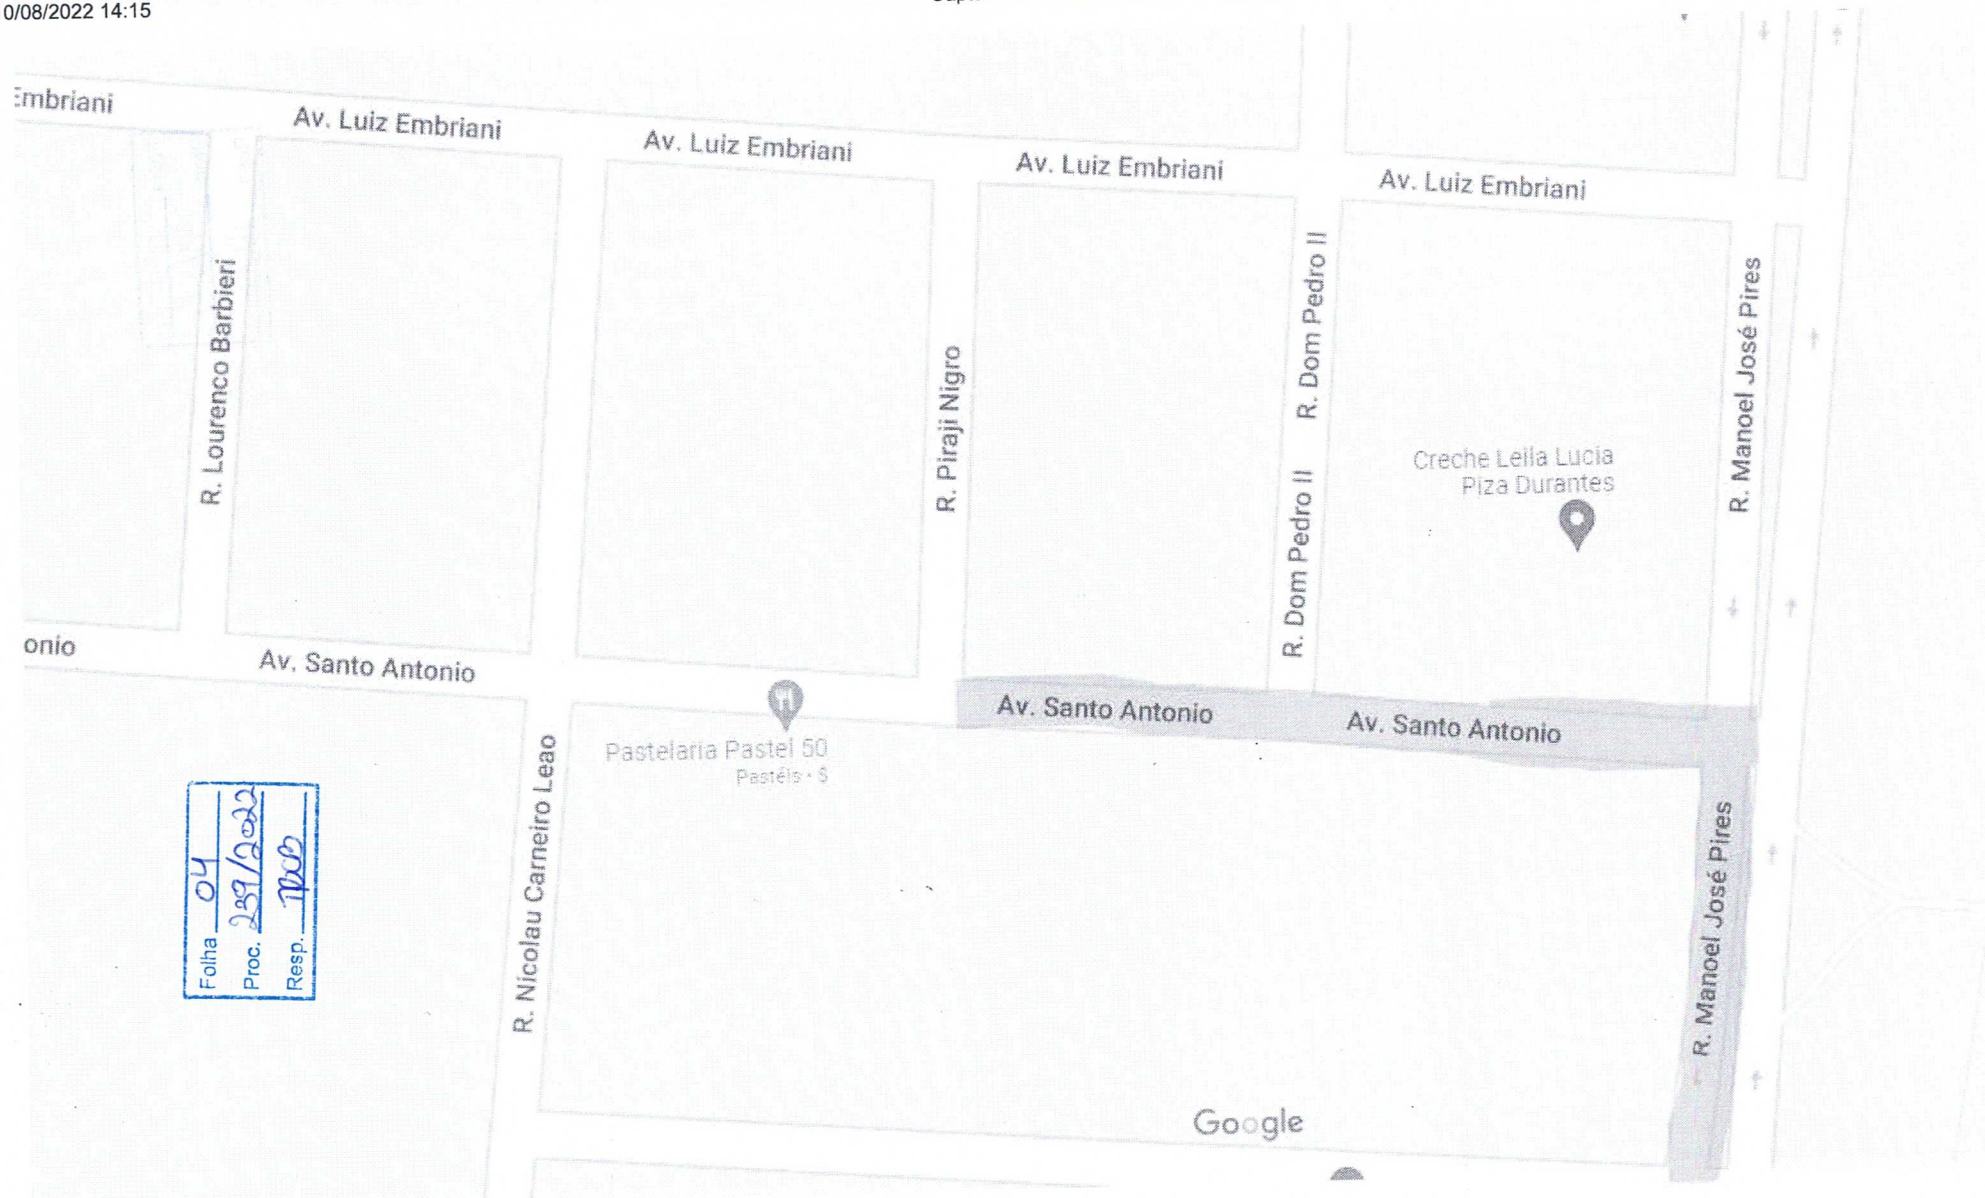 0/08/2022 14:15
Embriani
Av. Luiz Embriani
Av. Luiz Embriani
Av. Luiz Embriani
Av. Luiz Embriani
R. Lourenco Barbieri
R. Piraji Nigro
R. Dom Pedro II
R. Dom Pedro II
R. Manoel José Pires
Creche Leila Lucia
Piza Durantes
onio
Av. Santo Antonio
Av. Santo Antonio
Av. Santo Antonio
Pastelaria Pastel 50
Pastéis · $
R. Nicolau Carneiro Leao
R. Manoel José Pires
Folha 04
Proc. 239/2022
Resp.
Google